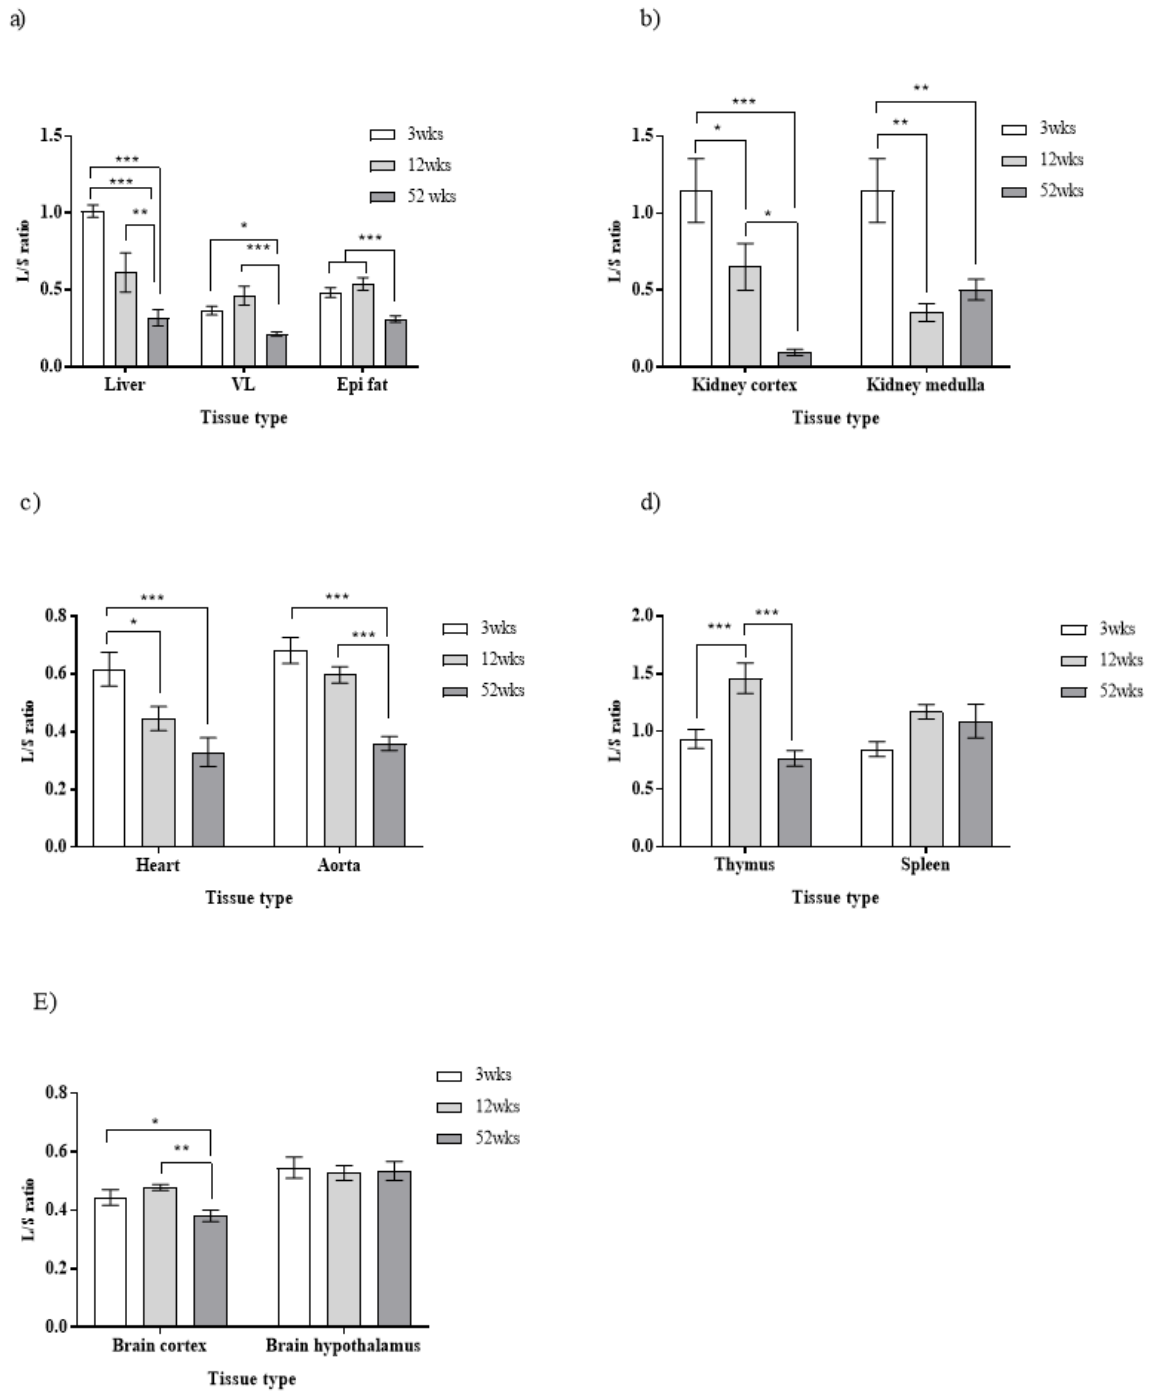 a)
1.5
1.0
0.5
0.0
L/S ratio
***
***
**
*
***
***
3wks
12wks
52 wks
Liver VL Epi fat
Tissue type
b)
1.5
1.0
0.5
0.0
L/S ratio
***
*
*
**
**
3wks
12wks
52wks
Kidney cortex Kidney medulla
Tissue type
c)
0.8
0.6
0.4
0.2
0.0
L/S ratio
***
*
***
***
3wks
12wks
52wks
Heart Aorta
Tissue type
d)
2.0
1.5
1.0
0.5
0.0
L/S ratio
***
***
3wks
12wks
52wks
Thymus Spleen
Tissue type
E)
0.8
0.6
0.4
0.2
0.0
L/S ratio
*
**
3wks
12wks
52wks
Brain cortex Brain hypothalamus
Tissue type